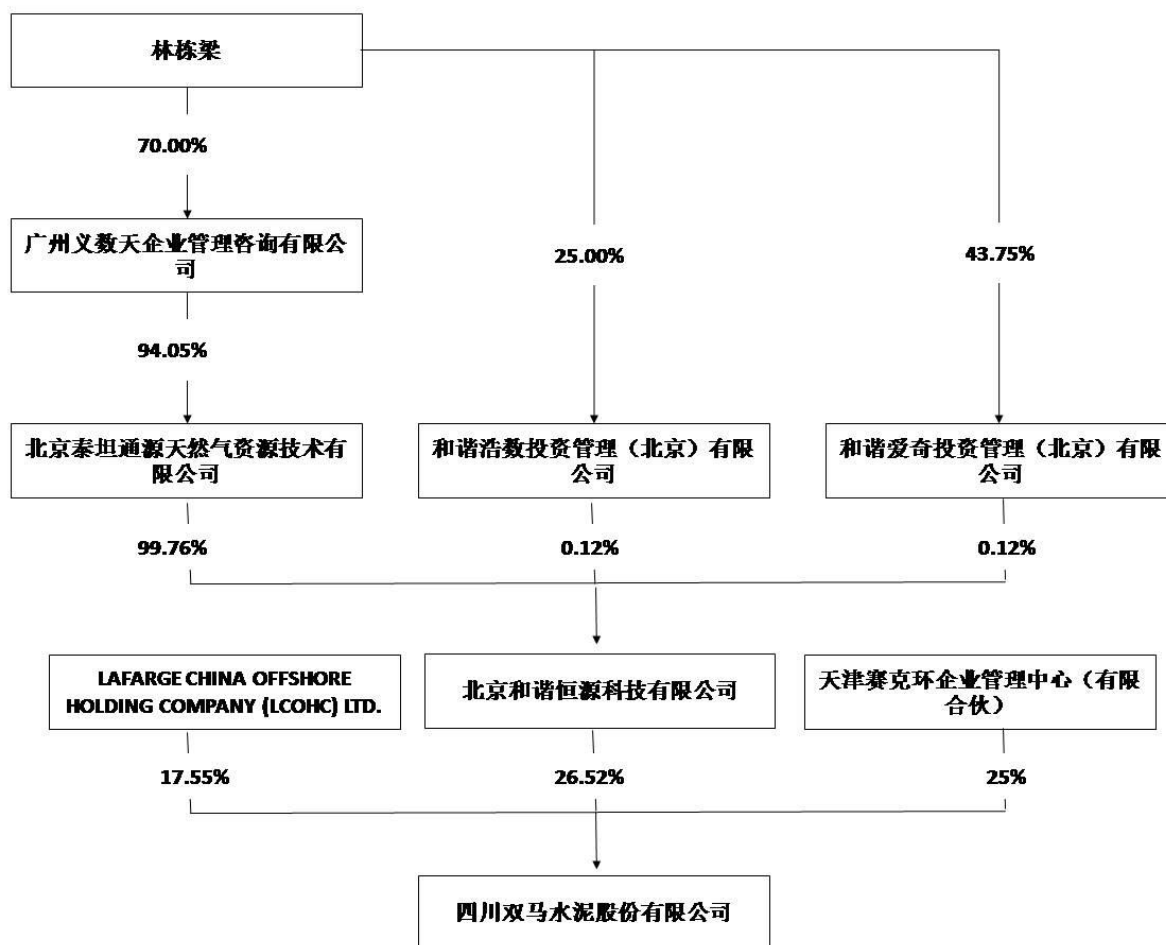 林栋梁
70.00%
广州义数天企业管理咨询有限公
司
25.00%
43.75%
94.05%
北京泰坦通源天然气资源技术有
限公司
和谐浩数投资管理（北京）有限
公司
和谐爱奇投资管理（北京）有限
公司
99.76%
0.12%
0.12%
LAFARGE CHINA OFFSHORE
HOLDING COMPANY (LCOHC) LTD.
北京和谐恒源科技有限公司
天津赛克环企业管理中心（有限
合伙）
17.55%
26.52%
25%
四川双马水泥股份有限公司